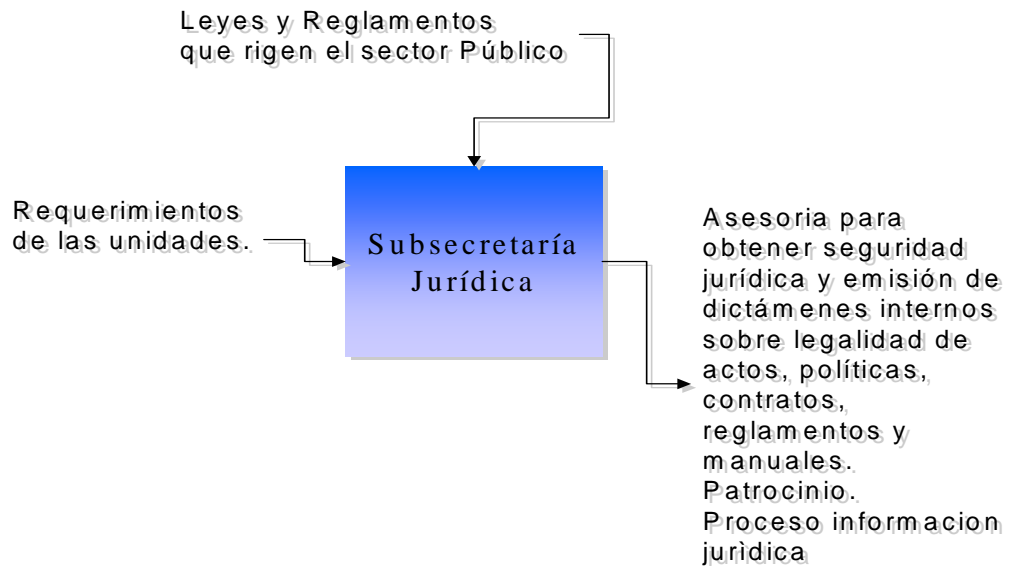 Leyes y Reglamentos
que rigen el sector Público
Requerimientos
de las unidades.
Subsecretaría
Jurídica
Asesoria para
obtener seguridad
jurídica y emisión de
dictámenes internos
sobre legalidad de
actos, políticas,
contratos,
reglamentos y
manuales.
Patrocinio.
Proceso informacion
jurìdica